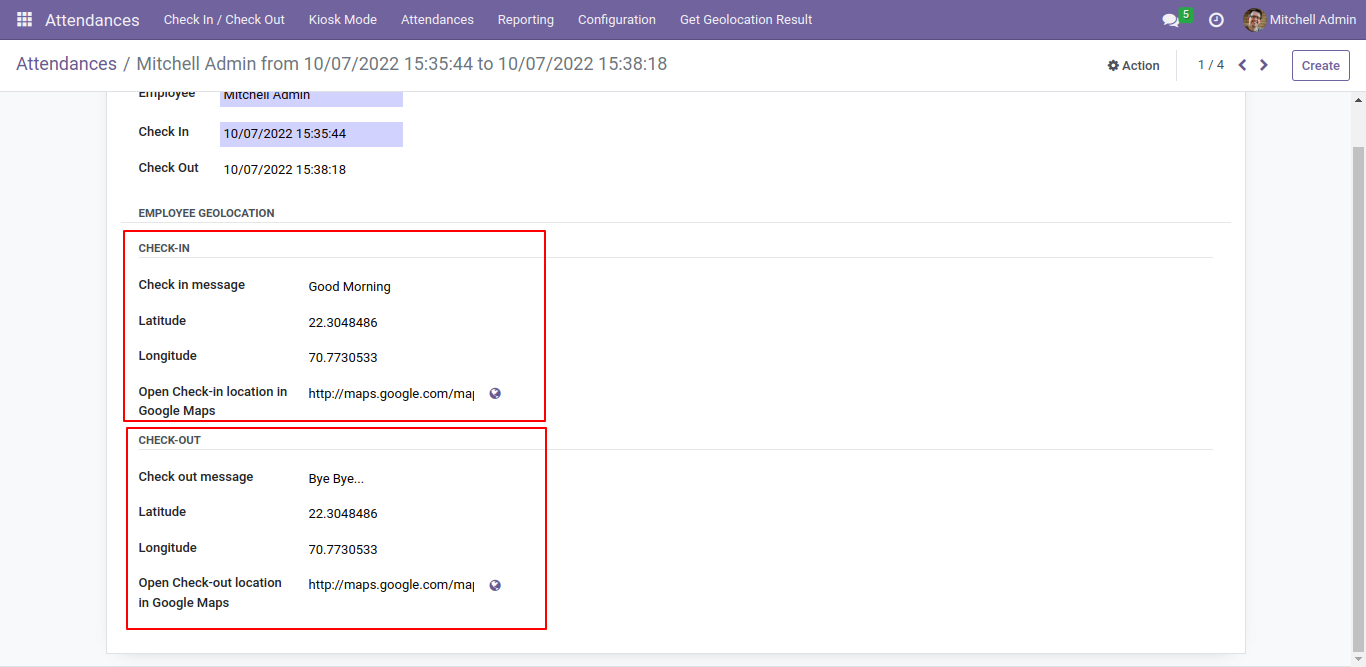 Attendances Check In / Check Out Kiosk Mode Attendances Reporting Configuration Get Geolocation Result 5 Mitchell Admin
Attendances / Mitchell Admin from 10/07/2022 15:35:44 to 10/07/2022 15:38:18 Action 1 / 4 Create
Employee Mitchell Admin
Check In 10/07/2022 15:35:44
Check Out 10/07/2022 15:38:18
EMPLOYEE GEOLOCATION
CHECK-IN
Check in message Good Morning
Latitude 22.3048486
Longitude 70.7730533
Open Check-in location in http://maps.google.com/map
Google Maps
CHECK-OUT
Check out message Bye Bye...
Latitude 22.3048486
Longitude 70.7730533
Open Check-out location http://maps.google.com/map
in Google Maps